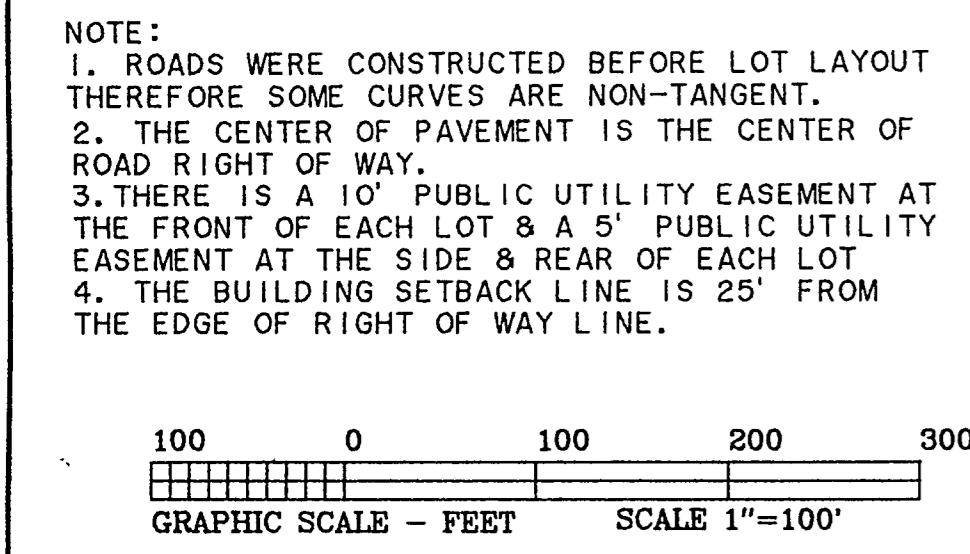 NOTE:
1. ROADS WERE CONSTRUCTED BEFORE LOT LAYOUT
THEREFORE SOME CURVES ARE NON-TANGENT.
2. THE CENTER OF PAVEMENT IS THE CENTER OF
ROAD RIGHT OF WAY.
3.THERE IS A 10' PUBLIC UTILITY EASEMENT AT
THE FRONT OF EACH LOT & A 5' PUBLIC UTILITY
EASEMENT AT THE SIDE & REAR OF EACH LOT
4. THE BUILDING SETBACK LINE IS 25' FROM
THE EDGE OF RIGHT OF WAY LINE.
100 0 100 200 300
GRAPHIC SCALE - FEET SCALE 1"=100'